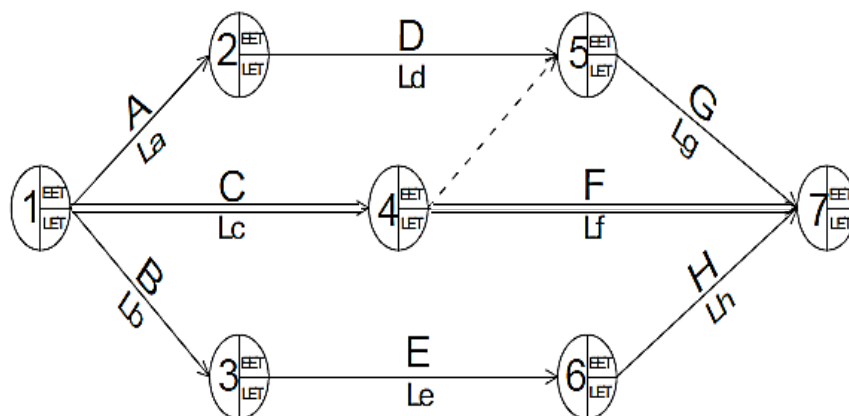 2 EET LET
D
Ld
5 EET LET
A
La
G
Lg
1 EET LET
C
Lc
4 EET LET
F
Lf
7 EET LET
B
Lb
H
Lh
3 EET LET
E
Le
6 EET LET